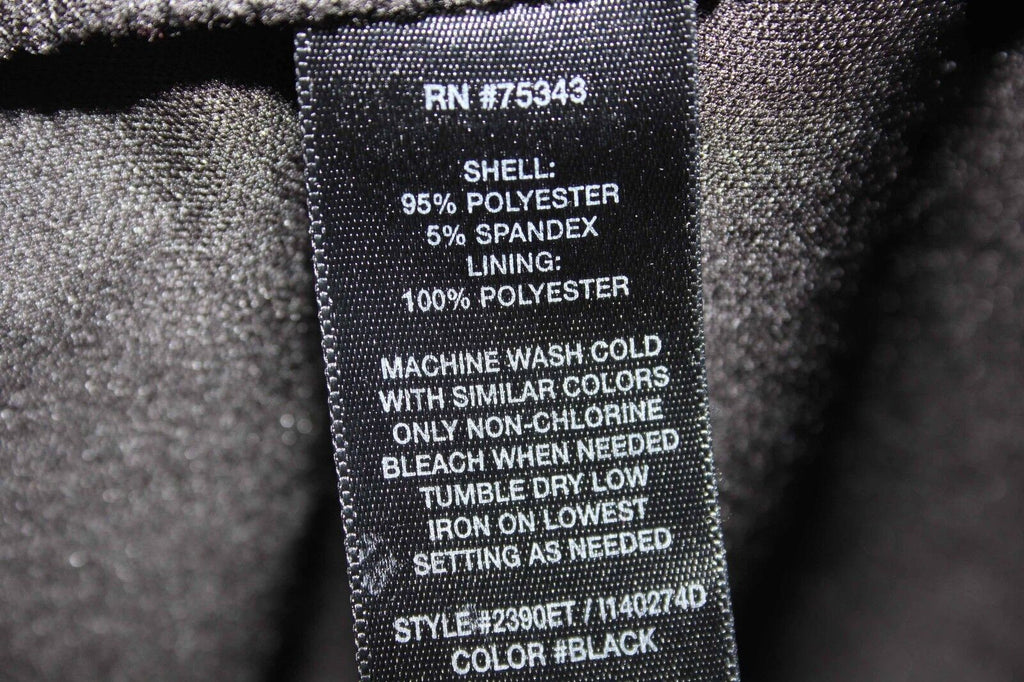 RN #75343
SHELL:
95% POLYESTER
5% SPANDEX
LINING:
100% POLYESTER
MACHINE WASH COLD
WITH SIMILAR COLORS
ONLY NON-CHLORINE
BLEACH WHEN NEEDED
TUMBLE DRY LOW
IRON ON LOWEST
SETTING AS NEEDED
STYLE #2390ET / I140274D
COLOR #BLACK